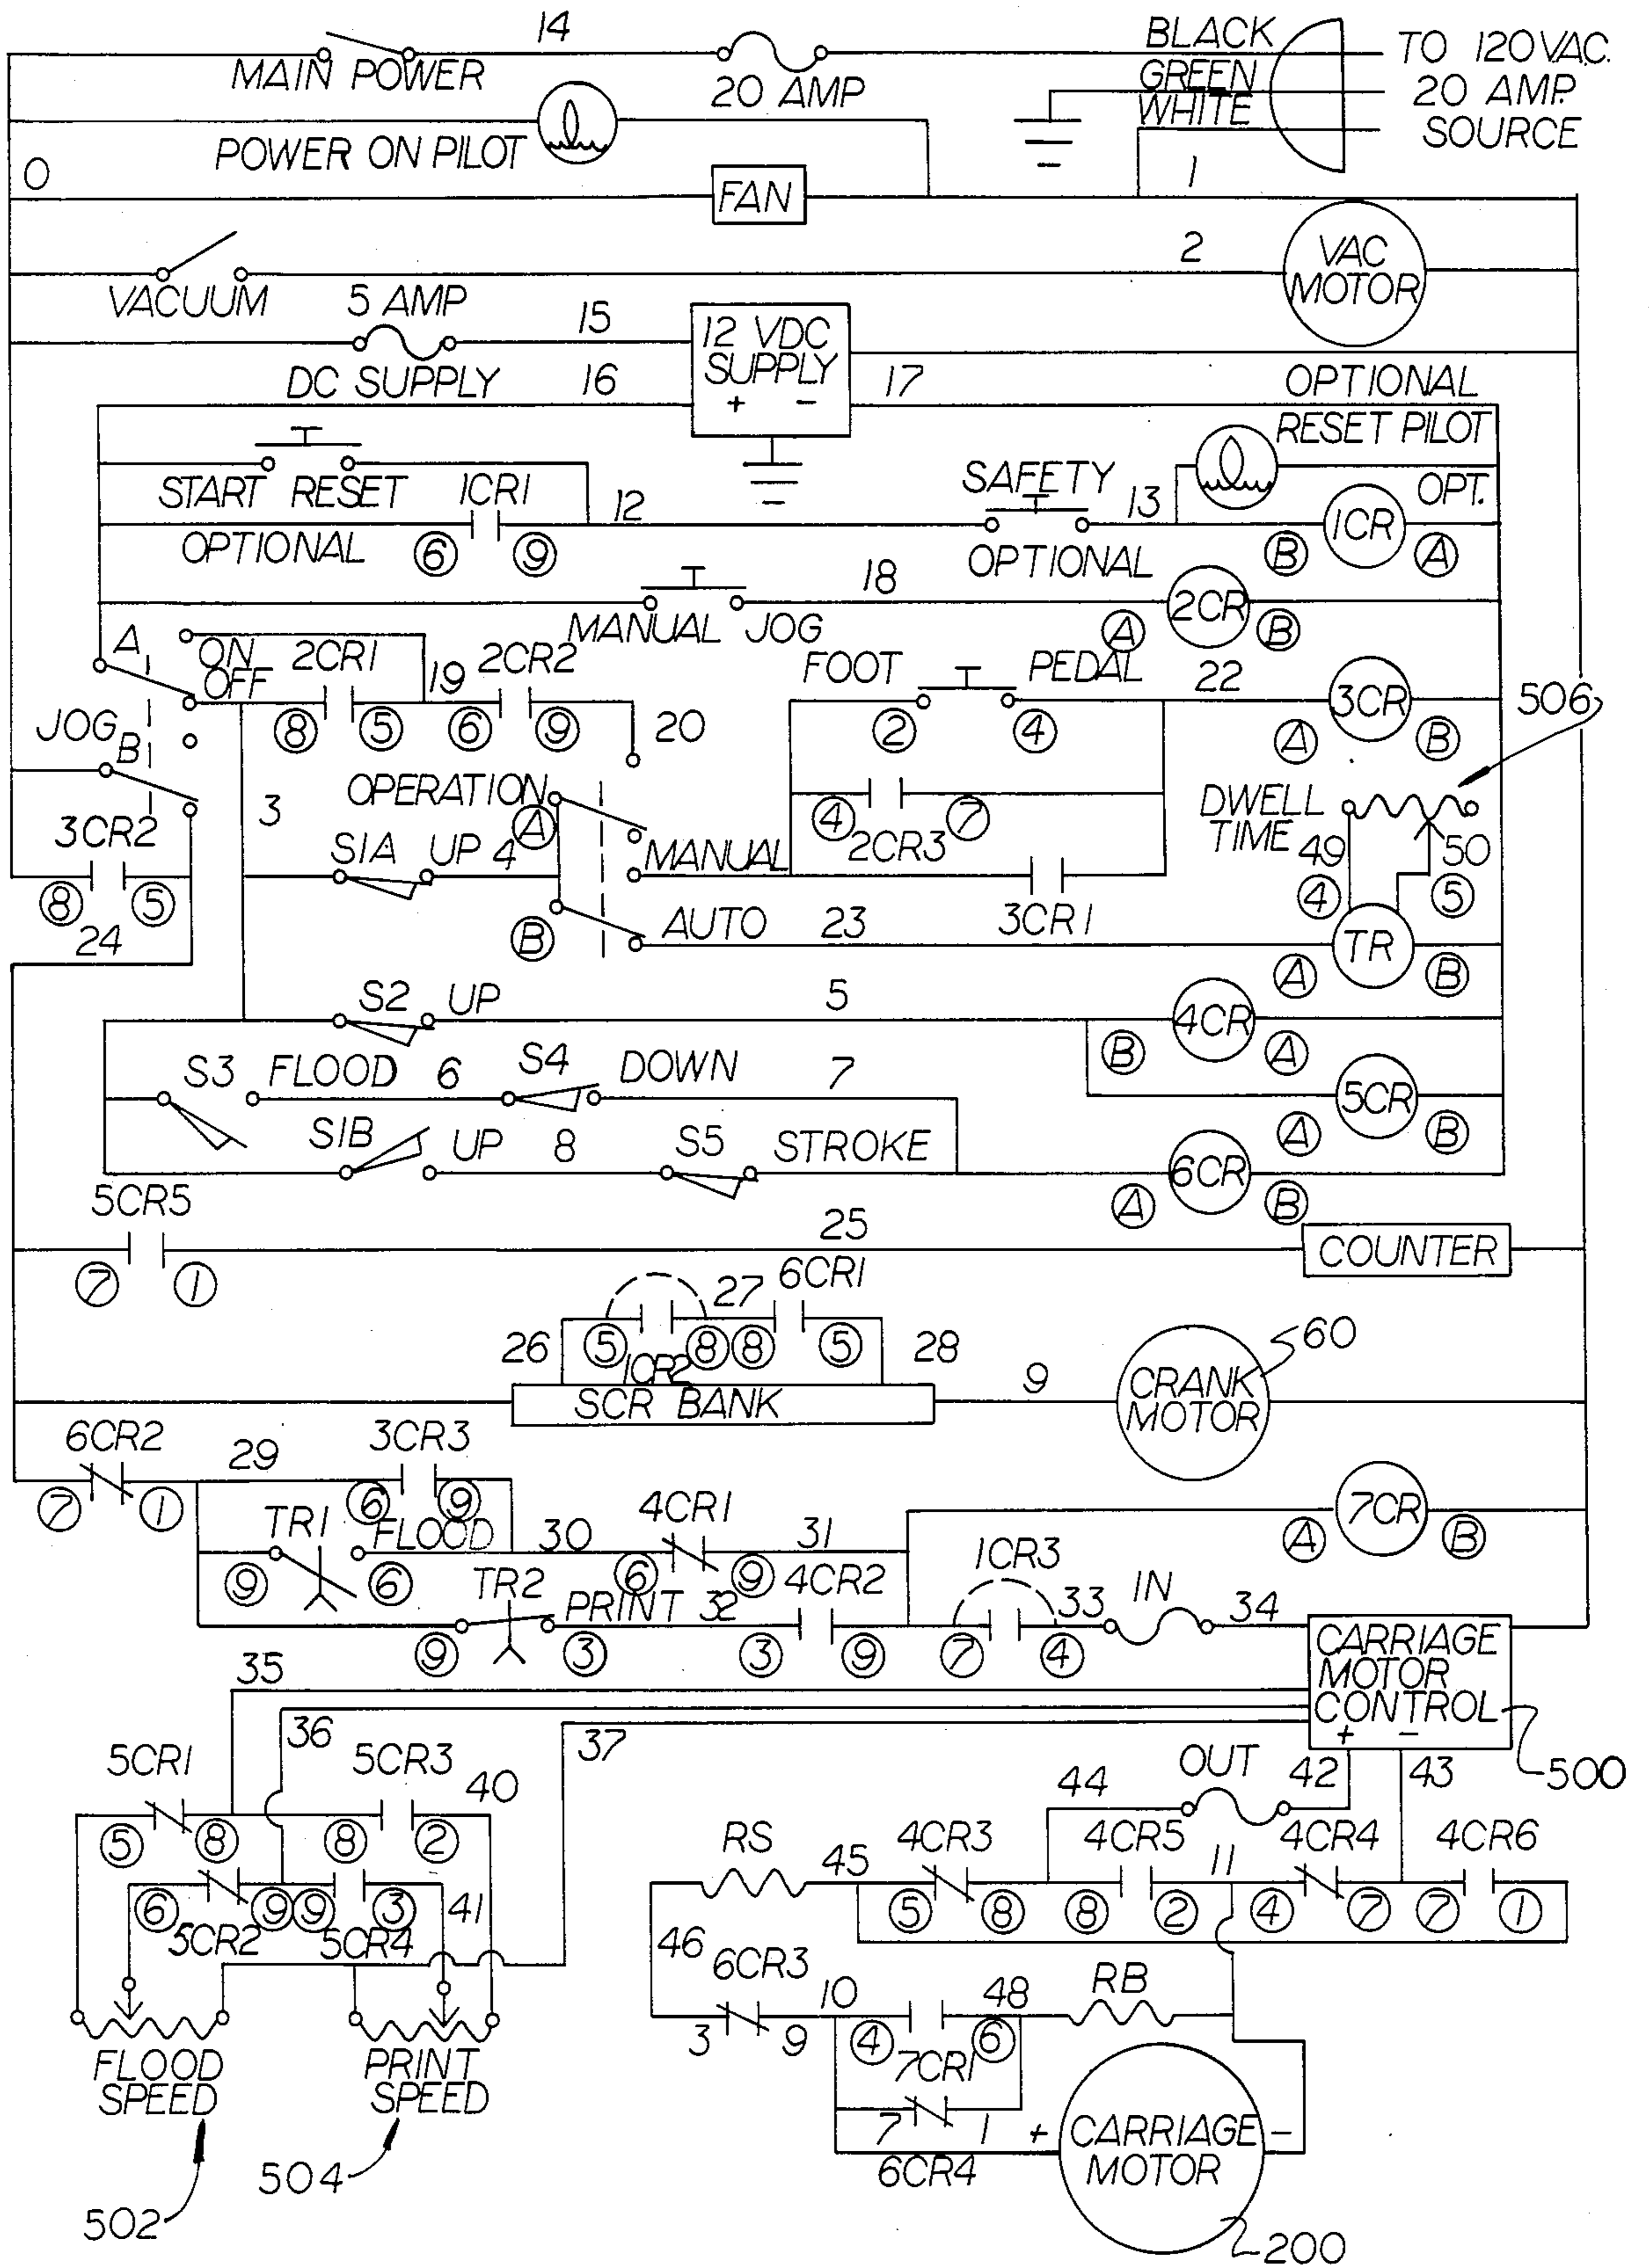 14
BLACK
TO 120VAC.
MAIN POWER
20 AMP
GREEN
20 AMP.
WHITE
SOURCE
POWER ON PILOT
0
FAN
1
2
VAC
MOTOR
VACUUM
5 AMP
15
12 VDC
SUPPLY
+ -
DC SUPPLY
16
17
OPTIONAL
RESET PILOT
START RESET
1CR1
12
SAFETY
13
OPT.
OPTIONAL
6
9
OPTIONAL
1CR
B
A
18
MANUAL JOG
2CR
A
B
A
ON
OFF
2CR1
19
2CR2
FOOT PEDAL
22
3CR
506
8
5
6
9
20
2
4
A
B
JOG
B
3
OPERATION
A
4
7
2CR3
DWELL
TIME
49
50
3CR2
S1A UP 4
MANUAL
8
5
3CR1
4
5
24
B
AUTO
23
TR
A
B
S2 UP
5
4CR
B
A
S3 FLOOD 6
S4 DOWN
7
5CR
A
B
S1B UP 8
S5 STROKE
6CR
A
B
5CR5
25
COUNTER
7
1
27
6CR1
26
5
8
8
5
28
1CR2
SCR BANK
9
CRANK
MOTOR
60
6CR2
29
3CR3
7
1
6
9
7CR
A
B
TR1 FLOOD
30
4CR1
31
9
6
6
9
TR2
PRINT 32
4CR2
1CR3
33
IN
34
9
3
3
9
7
4
CARRIAGE
MOTOR
CONTROL
+ -
35
36
37
500
5CR1
5CR3
40
44
OUT
42
43
5
8
8
2
RS
45
4CR3
4CR5
11
4CR4
4CR6
6
9
9
3
41
5
8
8
2
4
7
7
1
5CR2
5CR4
46
6CR3
10
48
RB
3
9
4
6
7CR1
FLOOD
SPEED
PRINT
SPEED
7
1
6CR4
+ CARRIAGE -
MOTOR
502
504
200